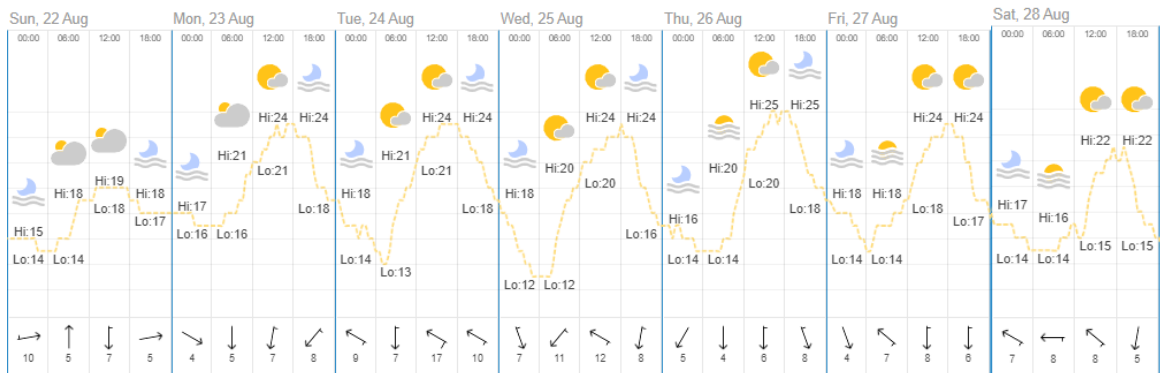 Sun, 22 Aug
00:00 06:00 12:00 18:00
Hi:15 Hi:18 Hi:19 Hi:18
Lo:14 Lo:14 Lo:18 Lo:17
10 5 7 5
Mon, 23 Aug
00:00 06:00 12:00 18:00
Hi:17 Hi:21 Hi:24 Hi:24
Lo:16 Lo:16 Lo:21 Lo:18
4 5 7 8
Tue, 24 Aug
00:00 06:00 12:00 18:00
Hi:18 Hi:21 Hi:24 Hi:24
Lo:14 Lo:13 Lo:21 Lo:18
9 7 17 10
Wed, 25 Aug
00:00 06:00 12:00 18:00
Hi:18 Hi:20 Hi:24 Hi:24
Lo:12 Lo:12 Lo:20 Lo:16
7 11 12 8
Thu, 26 Aug
00:00 06:00 12:00 18:00
Hi:16 Hi:20 Hi:25 Hi:25
Lo:14 Lo:14 Lo:20 Lo:18
5 4 6 8
Fri, 27 Aug
00:00 06:00 12:00 18:00
Hi:18 Hi:18 Hi:24 Hi:24
Lo:14 Lo:14 Lo:18 Lo:17
4 7 8 6
Sat, 28 Aug
00:00 06:00 12:00 18:00
Hi:17 Hi:16 Hi:22 Hi:22
Lo:14 Lo:14 Lo:15 Lo:15
7 8 8 5